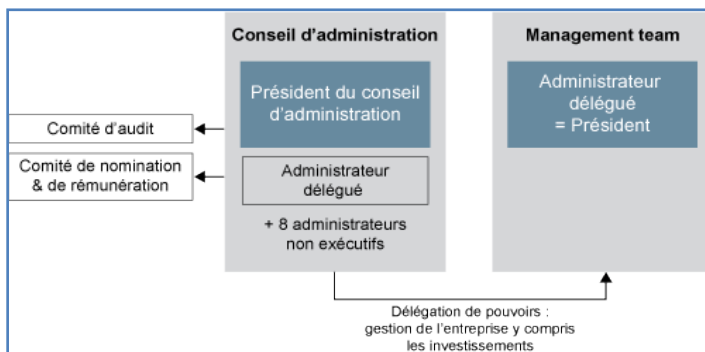 Conseil d'administration
Président du conseil
d'administration
Administrateur
délégué
+ 8 administrateurs
non exécutifs
Comité d'audit
Comité de nomination
& de rémunération
Management team
Administrateur
délégué
= Président
Délégation de pouvoirs :
gestion de l'entreprise y compris
les investissements